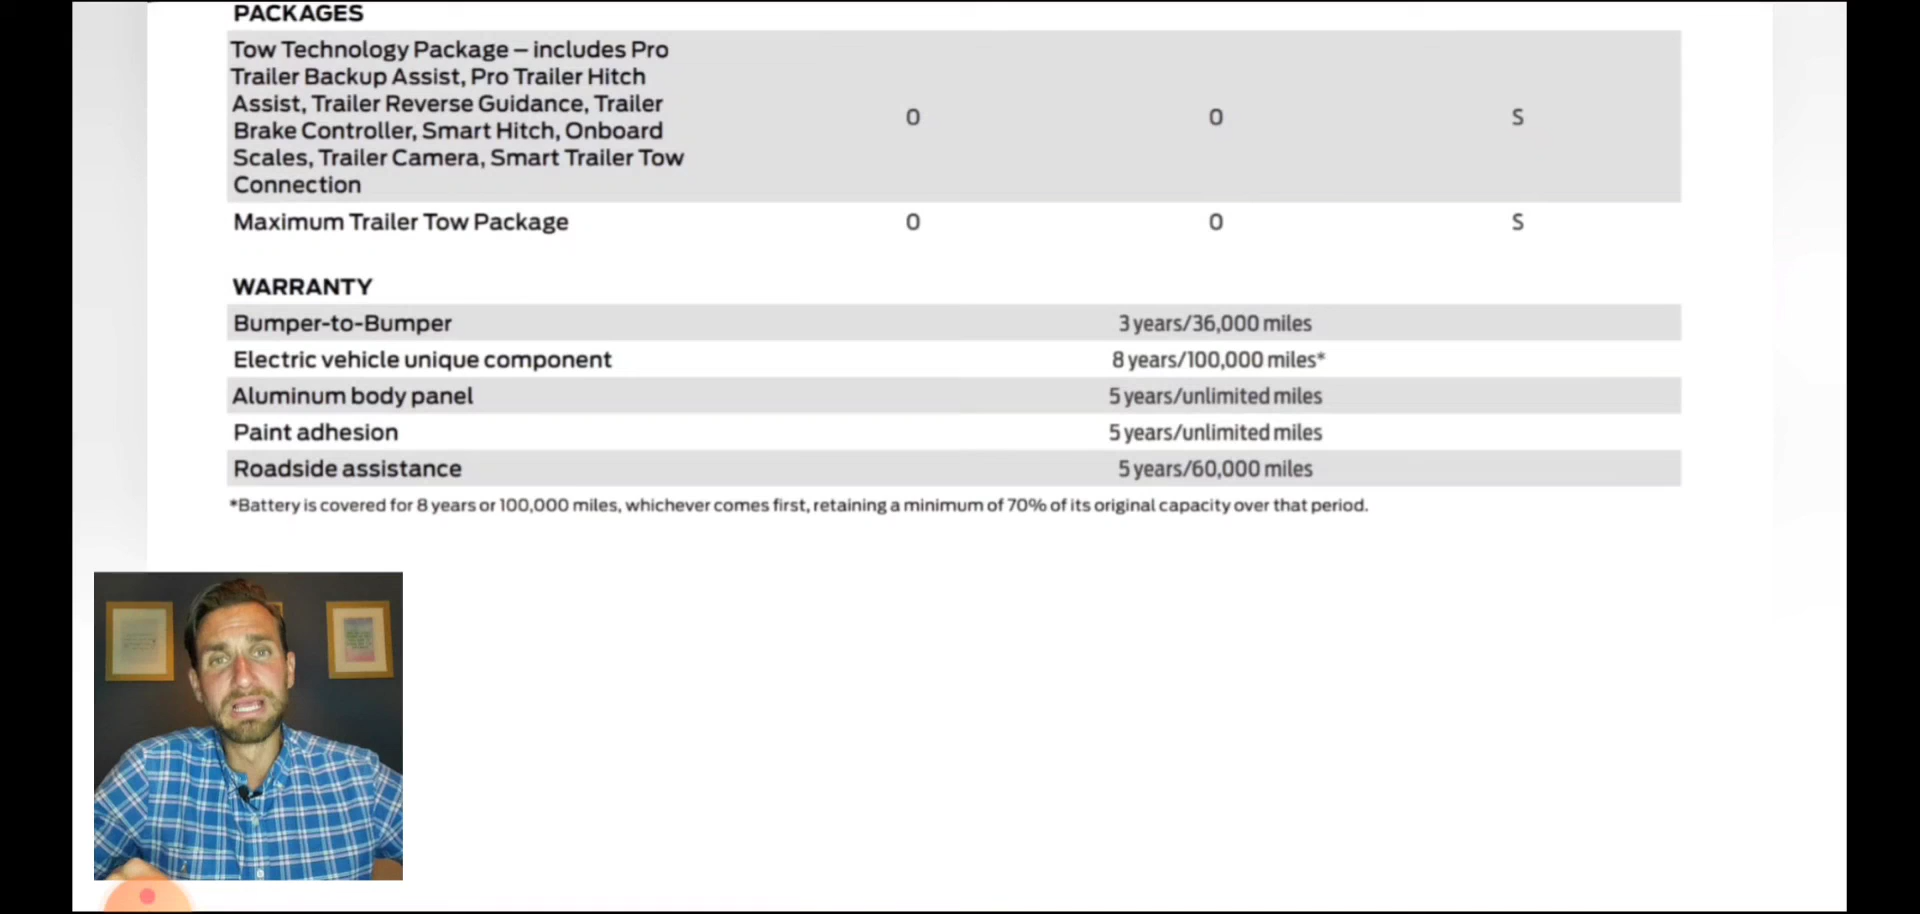 PACKAGES
Tow Technology Package – includes Pro
Trailer Backup Assist, Pro Trailer Hitch
Assist, Trailer Reverse Guidance, Trailer
Brake Controller, Smart Hitch, Onboard
Scales, Trailer Camera, Smart Trailer Tow
Connection
O O S
Maximum Trailer Tow Package O O S
WARRANTY
Bumper-to-Bumper 3 years/36,000 miles
Electric vehicle unique component 8 years/100,000 miles*
Aluminum body panel 5 years/unlimited miles
Paint adhesion 5 years/unlimited miles
Roadside assistance 5 years/60,000 miles
*Battery is covered for 8 years or 100,000 miles, whichever comes first, retaining a minimum of 70% of its original capacity over that period.